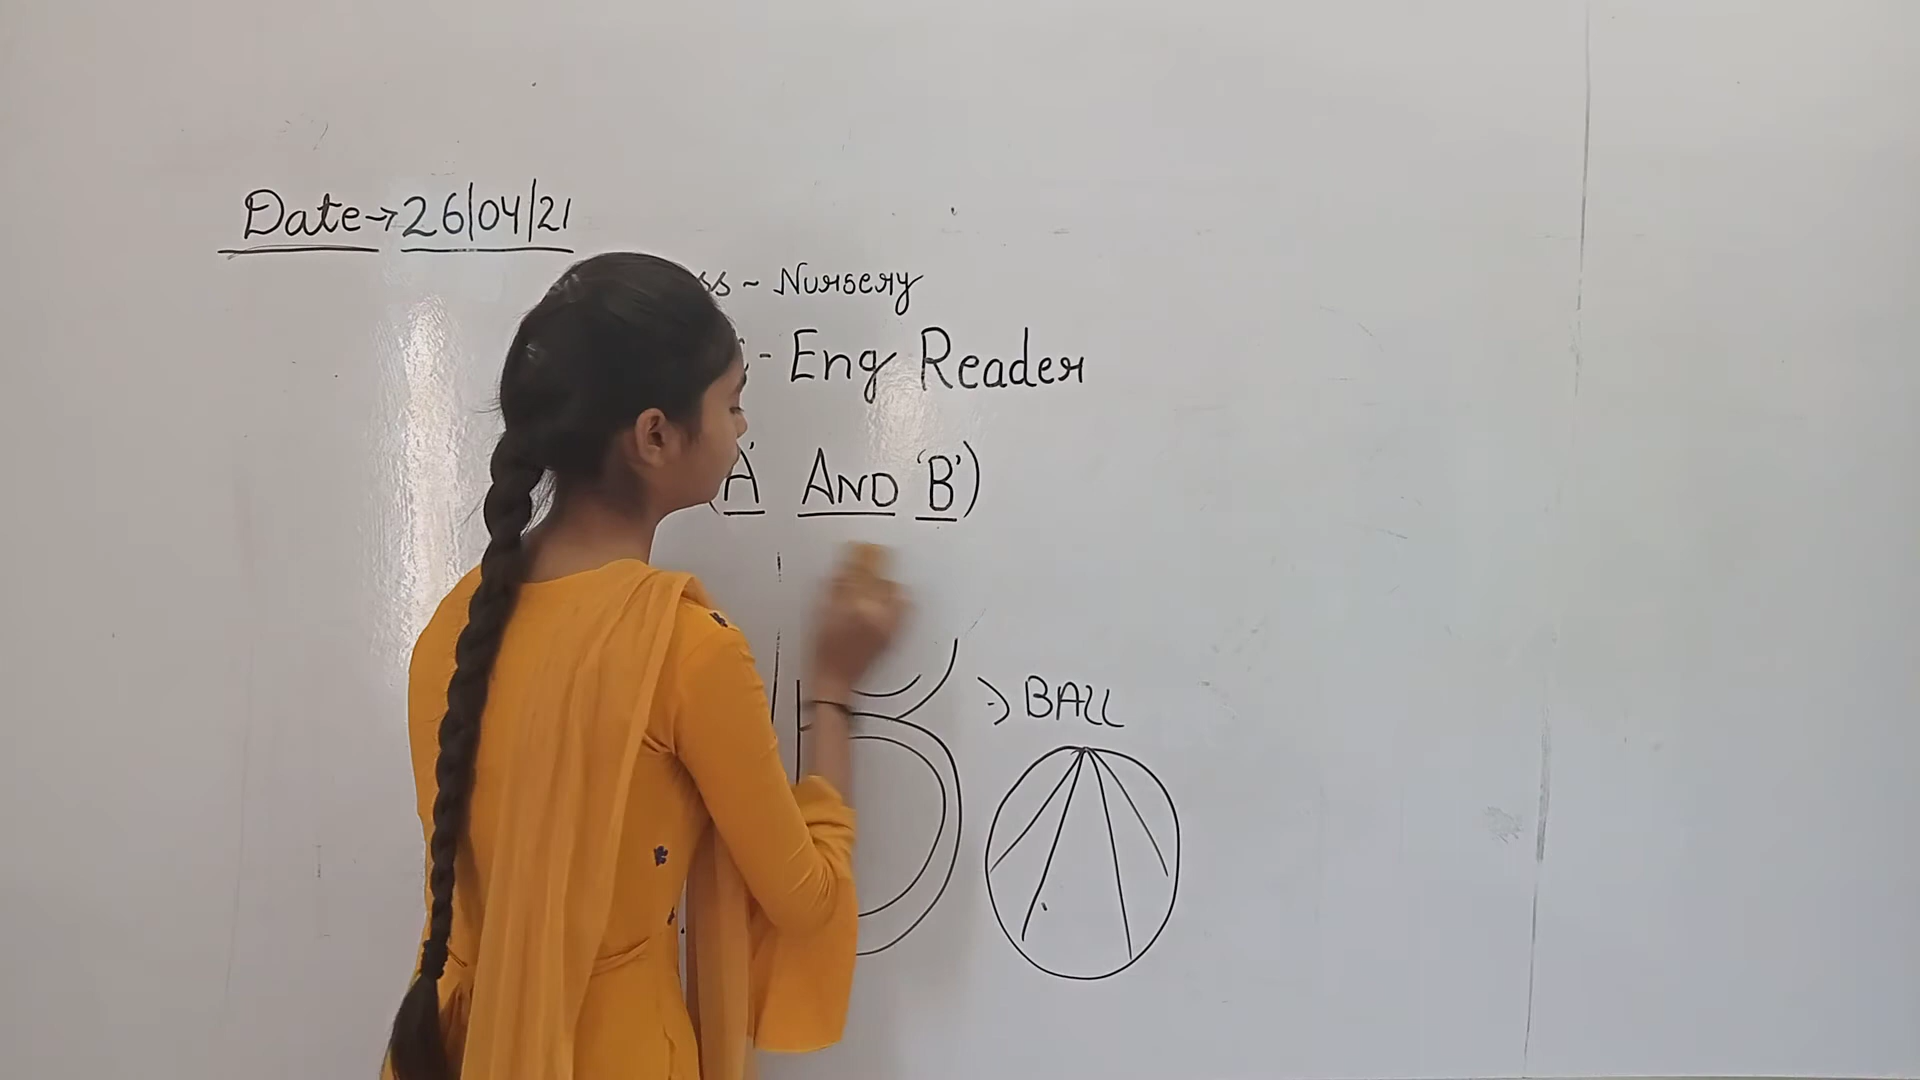 Date→26/04/21
ss ~ Nursery
- Eng Reader
('A' AND 'B')
B →) BALL